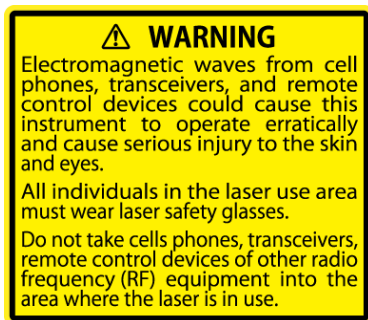 ⚠ WARNING
Electromagnetic waves from cell
phones, transceivers, and remote
control devices could cause this
instrument to operate erratically
and cause serious injury to the skin
and eyes.
All individuals in the laser use area
must wear laser safety glasses.
Do not take cells phones, transceivers,
remote control devices of other radio
frequency (RF) equipment into the
area where the laser is in use.